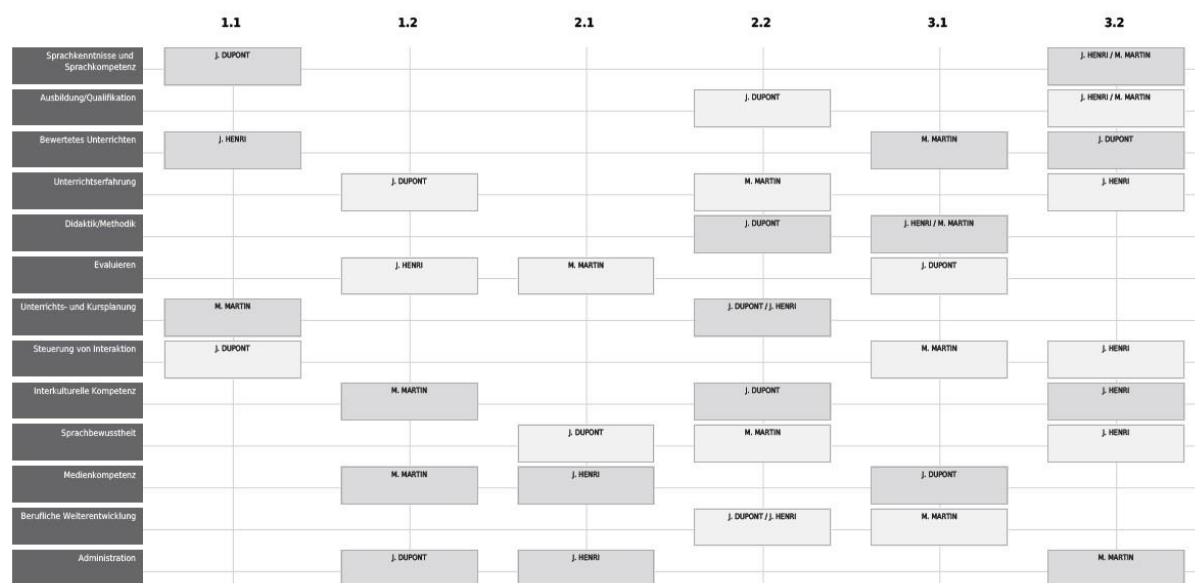 1.1 1.2 2.1 2.2 3.1 3.2
Sprachkenntnisse und
Sprachkompetenz
J. DUPONT J. HENRI / M. MARTIN
Ausbildung/Qualifikation J. DUPONT J. HENRI / M. MARTIN
Bewertetes Unterrichten J. HENRI M. MARTIN J. DUPONT
Unterrichtserfahrung J. DUPONT M. MARTIN J. HENRI
Didaktik/Methodik J. DUPONT J. HENRI / M. MARTIN
Evaluieren J. HENRI M. MARTIN J. DUPONT
Unterrichts- und Kursplanung M. MARTIN J. DUPONT / J. HENRI
Steuerung von Interaktion J. DUPONT M. MARTIN J. HENRI
Interkulturelle Kompetenz M. MARTIN J. DUPONT J. HENRI
Sprachbewusstheit J. DUPONT M. MARTIN J. HENRI
Medienkompetenz M. MARTIN J. HENRI J. DUPONT
Berufliche Weiterentwicklung J. DUPONT / J. HENRI M. MARTIN
Administration J. DUPONT J. HENRI M. MARTIN